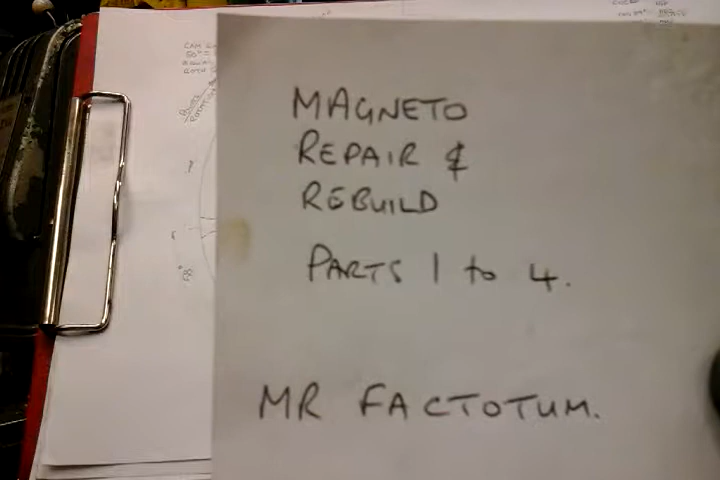 MAGNETO
REPAIR &
REBUILD
PARTS 1 to 4.
MR FACTOTUM.